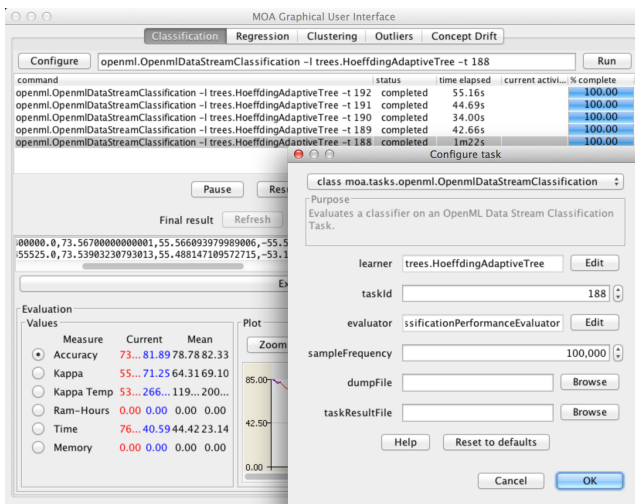 MOA Graphical User Interface
Classification Regression Clustering Outliers Concept Drift
Configure openml.OpenmlDataStreamClassification -l trees.HoeffdingAdaptiveTree -t 188 Run
command status time elapsed current activi... % complete
openml.OpenmlDataStreamClassification -l trees.HoeffdingAdaptiveTree -t 192 completed 55.16s 100.00
openml.OpenmlDataStreamClassification -l trees.HoeffdingAdaptiveTree -t 191 completed 44.69s 100.00
openml.OpenmlDataStreamClassification -l trees.HoeffdingAdaptiveTree -t 190 completed 34.00s 100.00
openml.OpenmlDataStreamClassification -l trees.HoeffdingAdaptiveTree -t 189 completed 42.66s 100.00
openml.OpenmlDataStreamClassification -l trees.HoeffdingAdaptiveTree -t 188 completed 1m22s 100.00
Pause Resu
Final result Refresh
00000.0,73.56700000000001,55.566093979989006,-55.5
855525.0,73.53903230793013,55.488147109572715,-53.1
Ex
Evaluation
Values
Measure Current Mean
Accuracy 73... 81.89 78.78 82.33
Kappa 55... 71.25 64.31 69.10
Kappa Temp 53... 266... 119... 200...
Ram-Hours 0.00 0.00 0.00 0.00
Time 76... 40.59 44.42 23.14
Memory 0.00 0.00 0.00 0.00
Plot
Zoom
85.00
42.50
0.00
Configure task
class moa.tasks.openml.OpenmlDataStreamClassification
Purpose
Evaluates a classifier on an OpenML Data Stream Classification
Task.
learner trees.HoeffdingAdaptiveTree Edit
taskId 188
evaluator ssificationPerformanceEvaluator Edit
sampleFrequency 100,000
dumpFile Browse
taskResultFile Browse
Help Reset to defaults
Cancel OK